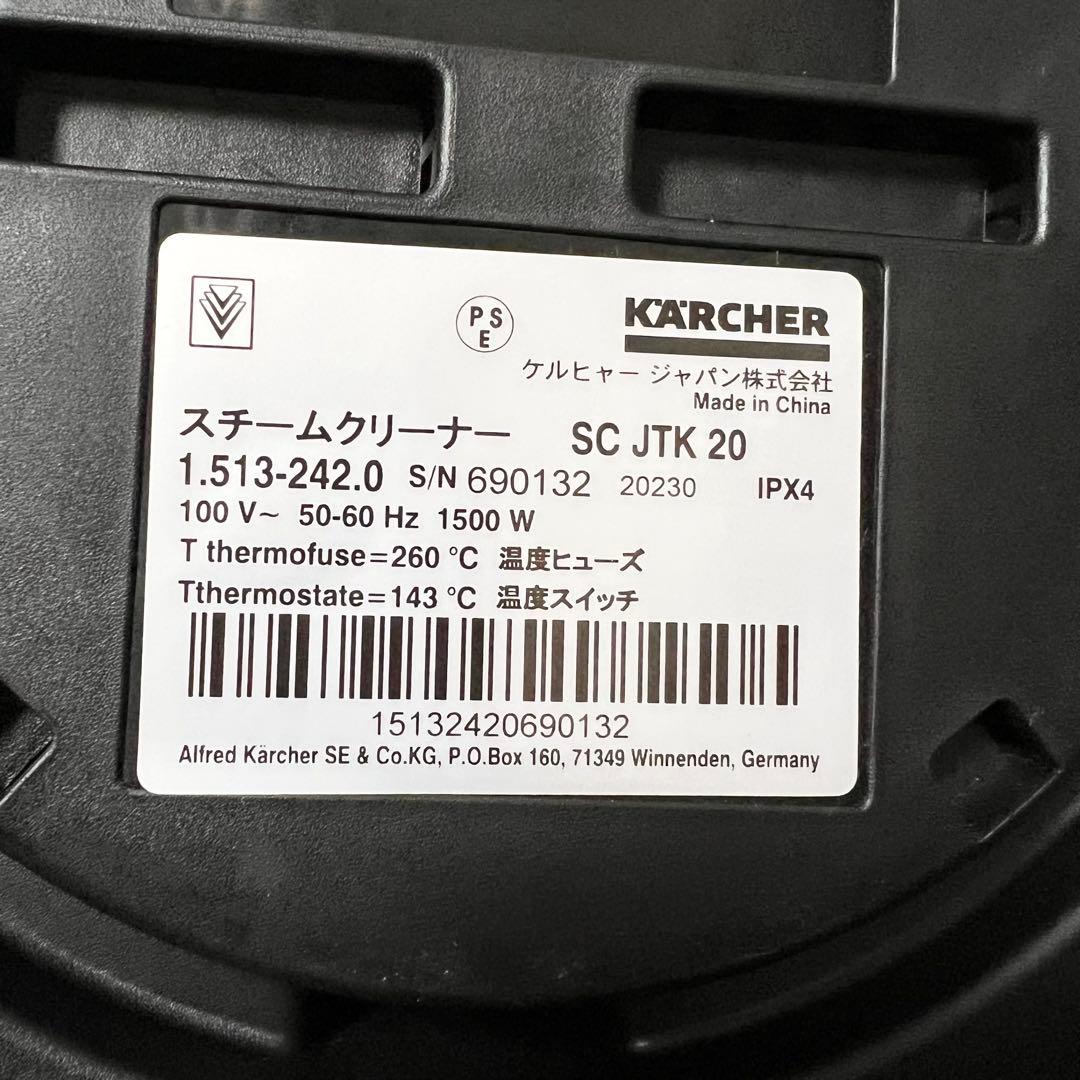 PSE
KÄRCHER
ケルヒャー ジャパン株式会社
Made in China
スチームクリーナー SC JTK 20
1.513-242.0 S/N 690132 20230 IPX4
100 V~ 50-60 Hz 1500 W
T thermofuse=260 °C 温度ヒューズ
Tthermostate=143 °C 温度スイッチ
15132420690132
Alfred Kärcher SE & Co.KG, P.O.Box 160, 71349 Winnenden, Germany